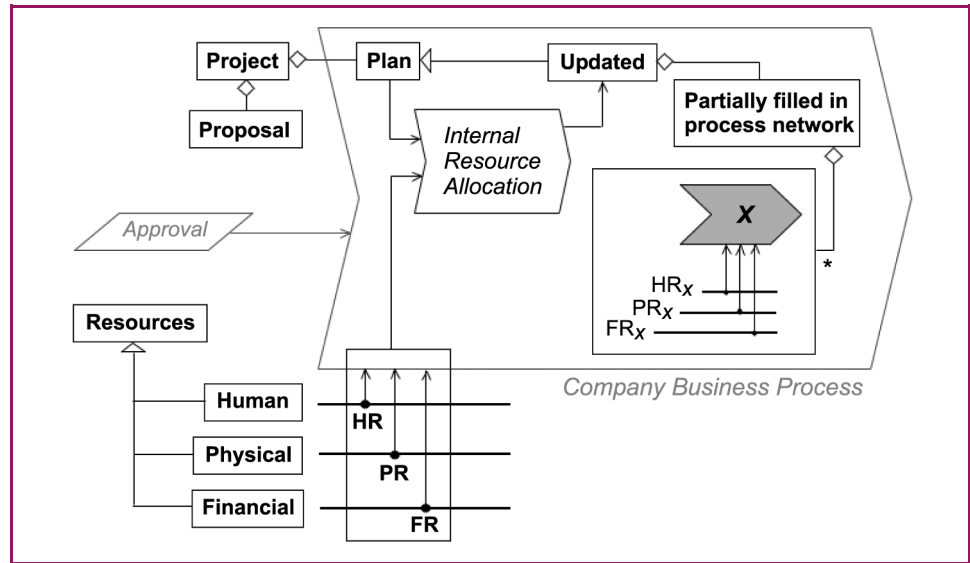 Project
Plan
Updated
Proposal
Partially filled in
process network
Internal
Resource
Allocation
Approval
X
*
HRX
PRX
FRX
Resources
Company Business Process
Human
HR
Physical
PR
Financial
FR